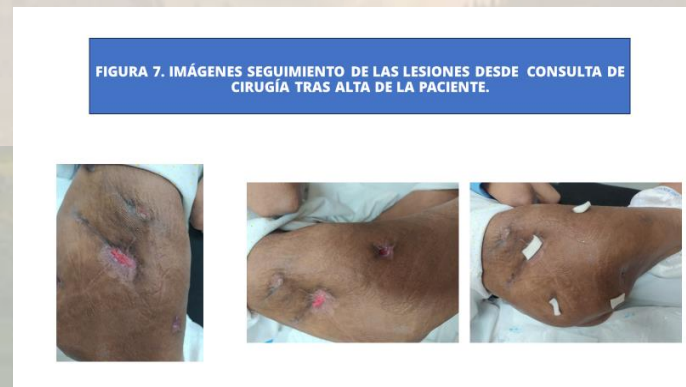 FIGURA 7. IMÁGENES SEGUIMIENTO DE LAS LESIONES DESDE CONSULTA DE
CIRUGÍA TRAS ALTA DE LA PACIENTE.